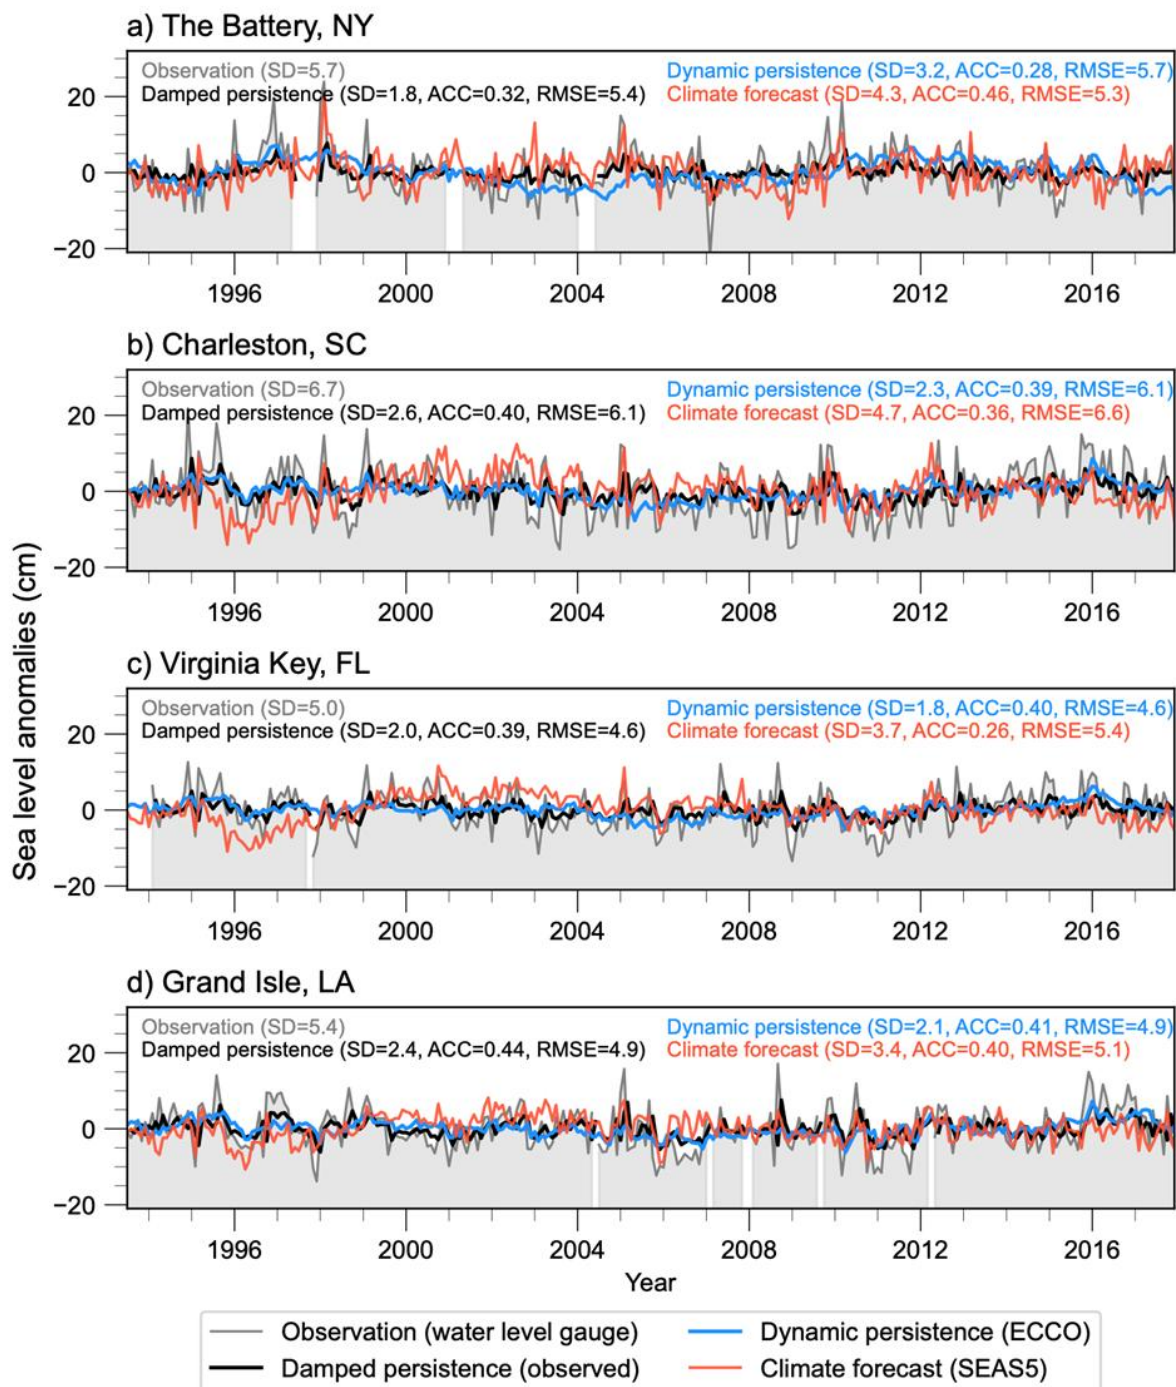 a) The Battery, NY
Observation (SD=5.7)
Dynamic persistence (SD=3.2, ACC=0.28, RMSE=5.7)
Damped persistence (SD=1.8, ACC=0.32, RMSE=5.4)
Climate forecast (SD=4.3, ACC=0.46, RMSE=5.3)
20
0
−20
1996 2000 2004 2008 2012 2016
b) Charleston, SC
Observation (SD=6.7)
Dynamic persistence (SD=2.3, ACC=0.39, RMSE=6.1)
Damped persistence (SD=2.6, ACC=0.40, RMSE=6.1)
Climate forecast (SD=4.7, ACC=0.36, RMSE=6.6)
20
0
−20
1996 2000 2004 2008 2012 2016
Sea level anomalies (cm)
c) Virginia Key, FL
Observation (SD=5.0)
Dynamic persistence (SD=1.8, ACC=0.40, RMSE=4.6)
Damped persistence (SD=2.0, ACC=0.39, RMSE=4.6)
Climate forecast (SD=3.7, ACC=0.26, RMSE=5.4)
20
0
−20
1996 2000 2004 2008 2012 2016
d) Grand Isle, LA
Observation (SD=5.4)
Dynamic persistence (SD=2.1, ACC=0.41, RMSE=4.9)
Damped persistence (SD=2.4, ACC=0.44, RMSE=4.9)
Climate forecast (SD=3.4, ACC=0.40, RMSE=5.1)
20
0
−20
1996 2000 2004 2008 2012 2016
Year
Observation (water level gauge)
Dynamic persistence (ECCO)
Damped persistence (observed)
Climate forecast (SEAS5)